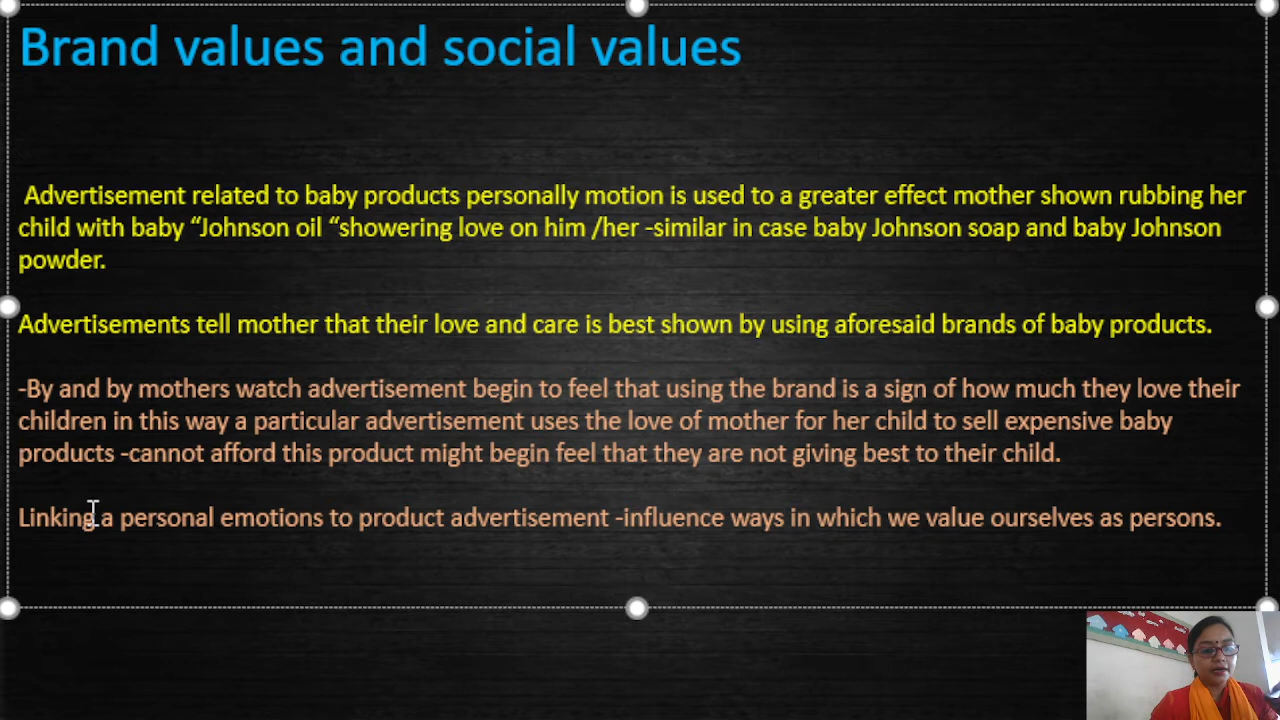 Brand values and social values
Advertisement related to baby products personally motion is used to a greater effect mother shown rubbing her
child with baby “Johnson oil “showering love on him /her -similar in case baby Johnson soap and baby Johnson
powder.
Advertisements tell mother that their love and care is best shown by using aforesaid brands of baby products.
-By and by mothers watch advertisement begin to feel that using the brand is a sign of how much they love their
children in this way a particular advertisement uses the love of mother for her child to sell expensive baby
products -cannot afford this product might begin feel that they are not giving best to their child.
Linking a personal emotions to product advertisement -influence ways in which we value ourselves as persons.